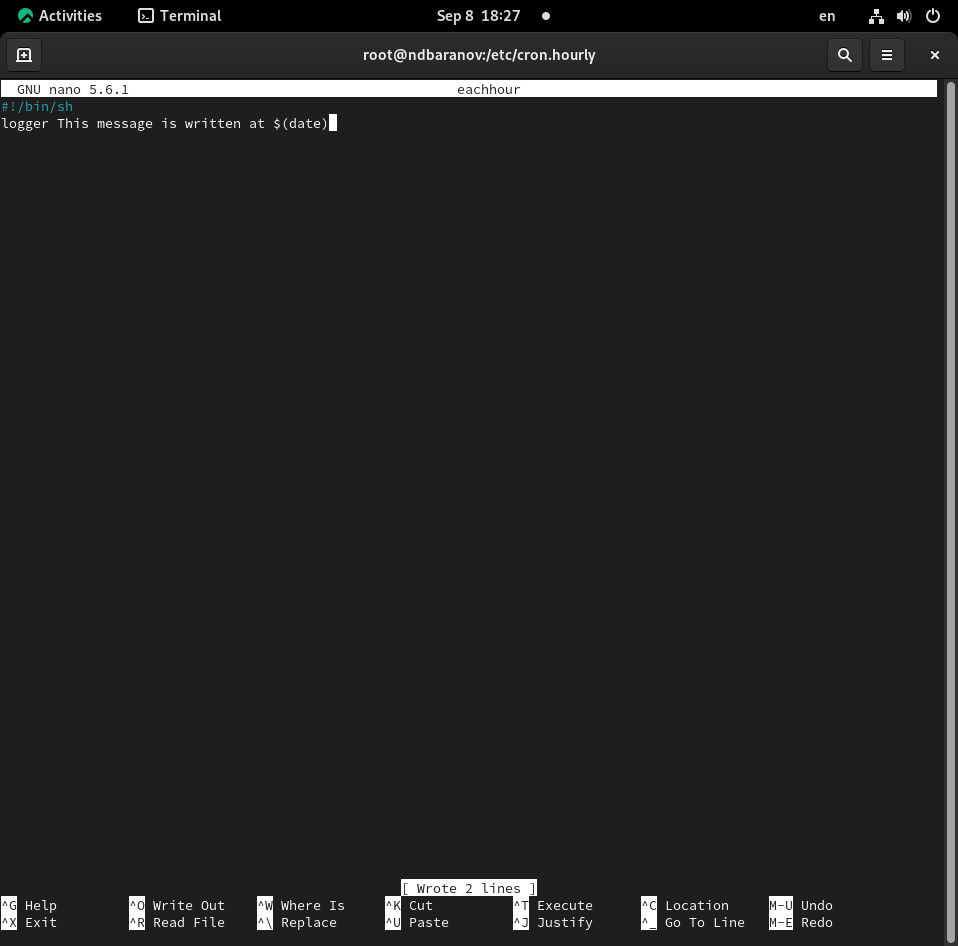 Activities Terminal Sep 8 18:27 en
root@ndbaranov:/etc/cron.hourly
GNU nano 5.6.1 eachhour
#!/bin/sh
logger This message is written at $(date)
[ Wrote 2 lines ]
^G Help ^O Write Out ^W Where Is ^K Cut ^T Execute ^C Location M-U Undo
^X Exit ^R Read File ^\ Replace ^U Paste ^J Justify ^_ Go To Line M-E Redo